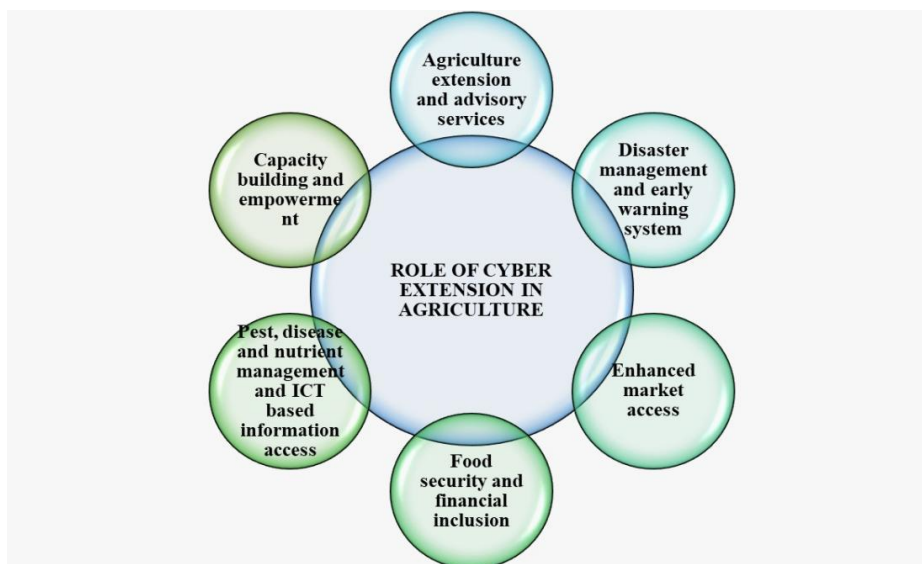 Agriculture
extension
and advisory
services
Disaster
management
and early
warning
system
Enhanced
market
access
Food
security and
financial
inclusion
Pest, disease
and nutrient
management
and ICT
based
information
access
Capacity
building and
empowerme
nt
ROLE OF CYBER
EXTENSION IN
AGRICULTURE